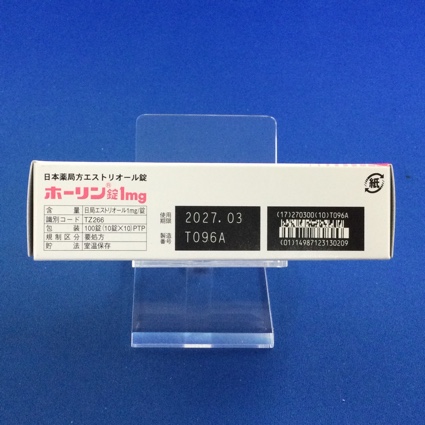 日本薬局方エストリオール錠
ホーリン®錠1mg
含量 日局エストリオール1mg/錠
識別コード TZ266
包装 100錠(10錠×10)PTP
規制区分 要処方
貯法 室温保存
使用期限 2027.03
製造番号 T096A
(17)270300(10)T096A
(01)14987123130209
紙